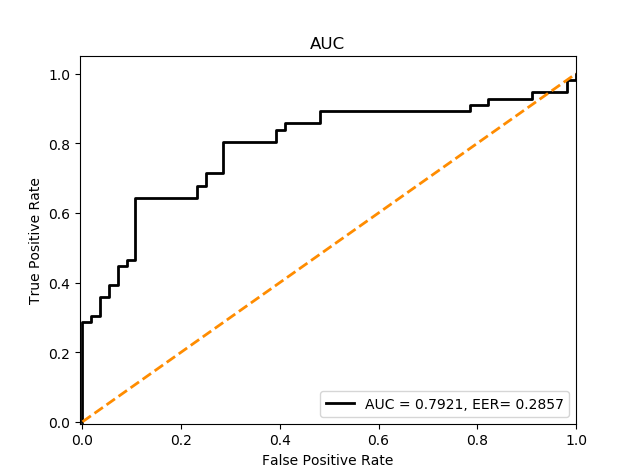 AUC
True Positive Rate
1.0
0.8
0.6
0.4
0.2
0.0
AUC = 0.7921, EER= 0.2857
0.0 0.2 0.4 0.6 0.8 1.0
False Positive Rate